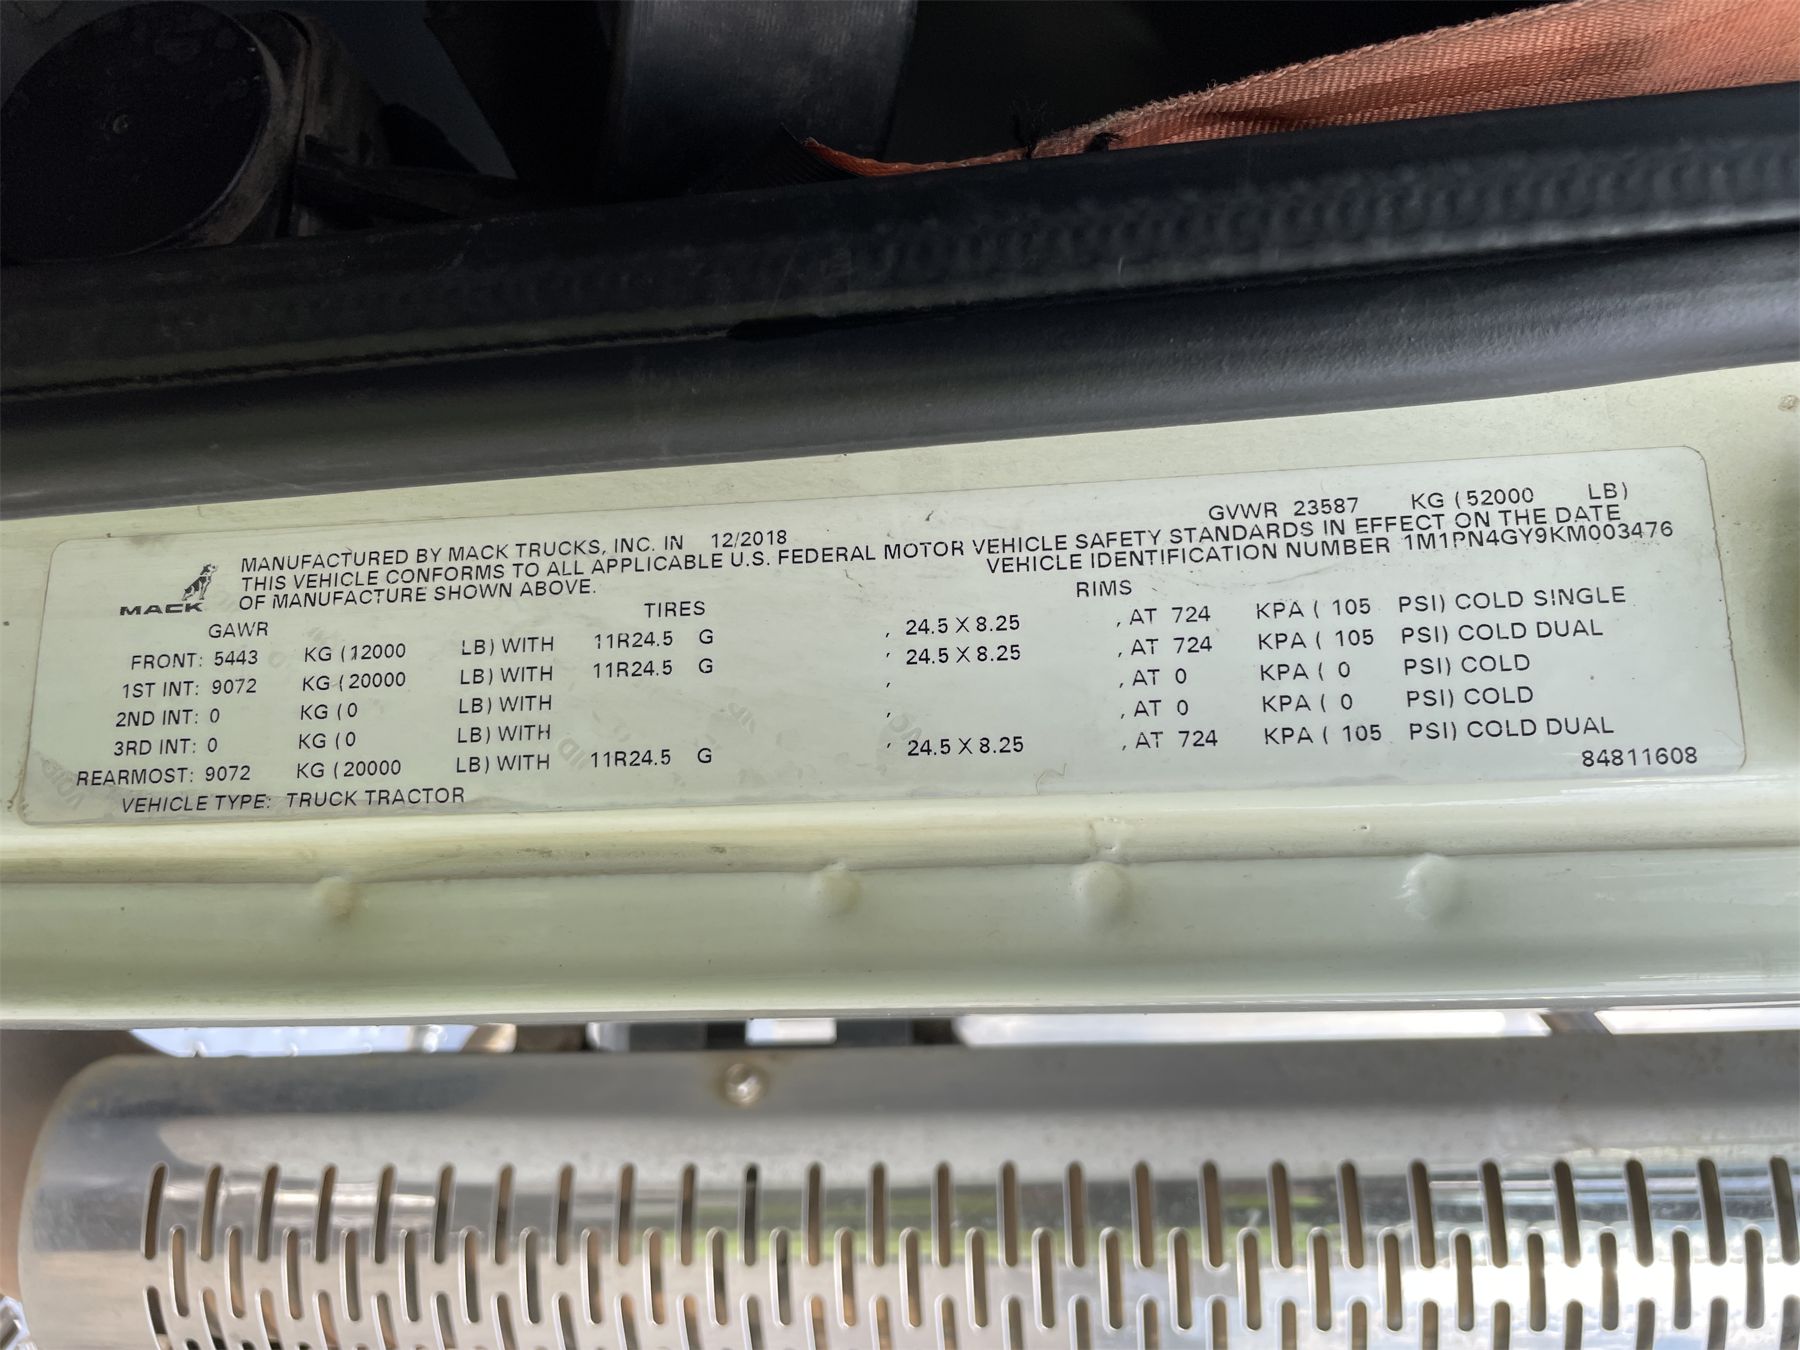 GVWR 23587 KG (52000 LB)
MANUFACTURED BY MACK TRUCKS, INC. IN 12/2018
THIS VEHICLE CONFORMS TO ALL APPLICABLE U.S. FEDERAL MOTOR VEHICLE SAFETY STANDARDS IN EFFECT ON THE DATE
OF MANUFACTURE SHOWN ABOVE. VEHICLE IDENTIFICATION NUMBER 1M1PN4GY9KM003476
MACK
GAWR TIRES RIMS
FRONT: 5443 KG (12000 LB) WITH 11R24.5 G , 24.5 X 8.25 , AT 724 KPA ( 105 PSI) COLD SINGLE
1ST INT: 9072 KG (20000 LB) WITH 11R24.5 G , 24.5 X 8.25 , AT 724 KPA ( 105 PSI) COLD DUAL
2ND INT: 0 KG (0 LB) WITH , , AT 0 KPA ( 0 PSI) COLD
3RD INT: 0 KG (0 LB) WITH , , AT 0 KPA ( 0 PSI) COLD
REARMOST: 9072 KG (20000 LB) WITH 11R24.5 G , 24.5 X 8.25 , AT 724 KPA ( 105 PSI) COLD DUAL
VEHICLE TYPE: TRUCK TRACTOR 84811608